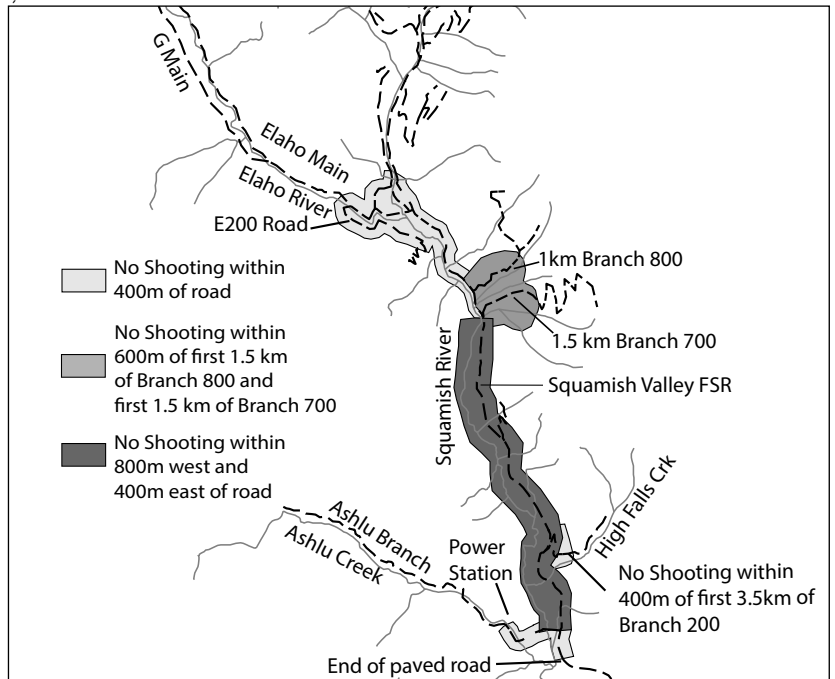 G Main
Elaho Main
Elaho River
E200 Road
No Shooting within
400m of road
1km Branch 800
No Shooting within
600m of first 1.5 km
of Branch 800 and
first 1.5 km of Branch 700
1.5 km Branch 700
Squamish River
Squamish Valley FSR
No Shooting within
800m west and
400m east of road
Ashlu Branch
Ashlu Creek
Power
Station
High Falls Crk
No Shooting within
400m of first 3.5km of
Branch 200
End of paved road